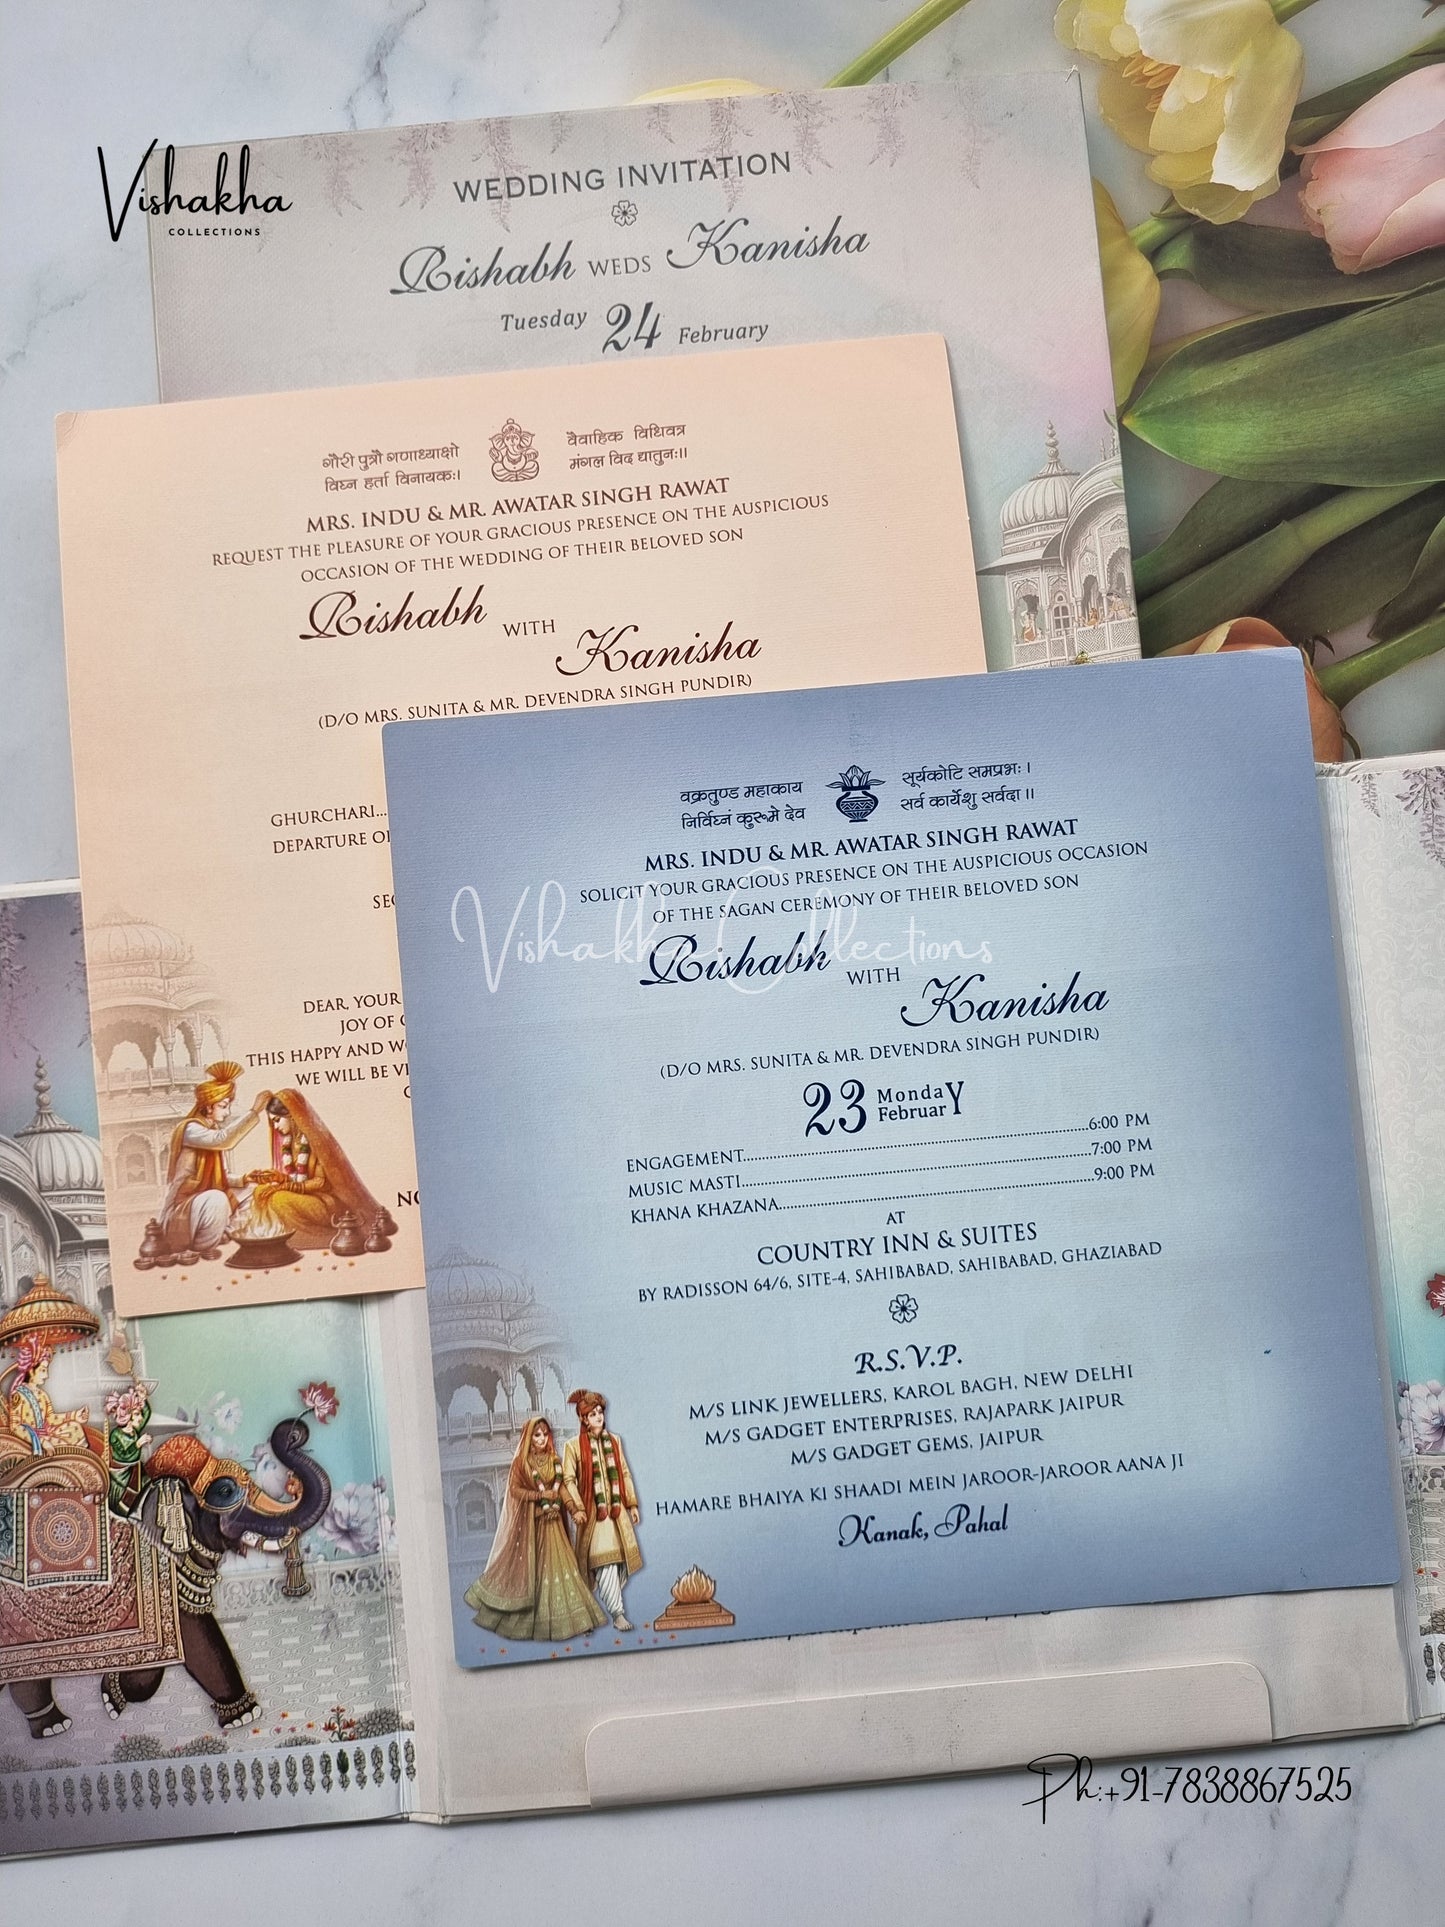 Vishakha
COLLECTIONS
WEDDING INVITATION
Rishabh WEDS Kanisha
Tuesday 24 February
गौरी पुत्रौ गणाध्याक्षो
विघ्न हर्ता विनायक:।
वैवाहिक विधिवत्र
मंगल विद द्यातुन:।।
MRS. INDU & MR. AWATAR SINGH RAWAT
REQUEST THE PLEASURE OF YOUR GRACIOUS PRESENCE ON THE AUSPICIOUS
OCCASION OF THE WEDDING OF THEIR BELOVED SON
Rishabh WITH Kanisha
(D/O MRS. SUNITA & MR. DEVENDRA SINGH PUNDIR)
GHURCHARI...
DEPARTURE
DEAR, YOUR
JOY OF
THIS HAPPY AND
WE WILL BE
वक्रतुण्ड महाकाय
निर्विघ्नं कुरूमे देव
सूर्यकोटि समप्रभः।
सर्व कार्येशु सर्वदा।।
MRS. INDU & MR. AWATAR SINGH RAWAT
SOLICIT YOUR GRACIOUS PRESENCE ON THE AUSPICIOUS OCCASION
OF THE SAGAN CEREMONY OF THEIR BELOVED SON
Vishakha Collections
Rishabh WITH Kanisha
(D/O MRS. SUNITA & MR. DEVENDRA SINGH PUNDIR)
23 Monday February
ENGAGEMENT....................6:00 PM
MUSIC MASTI....................7:00 PM
KHANA KHAZANA....................9:00 PM
AT
COUNTRY INN & SUITES
BY RADISSON 64/6, SITE-4, SAHIBABAD, SAHIBABAD, GHAZIABAD
R.S.V.P.
M/S LINK JEWELLERS, KAROL BAGH, NEW DELHI
M/S GADGET ENTERPRISES, RAJAPARK JAIPUR
M/S GADGET GEMS, JAIPUR
HAMARE BHAIYA KI SHAADI MEIN JAROOR-JAROOR AANA JI
Kanak, Pahal
Ph:+91-7838867525